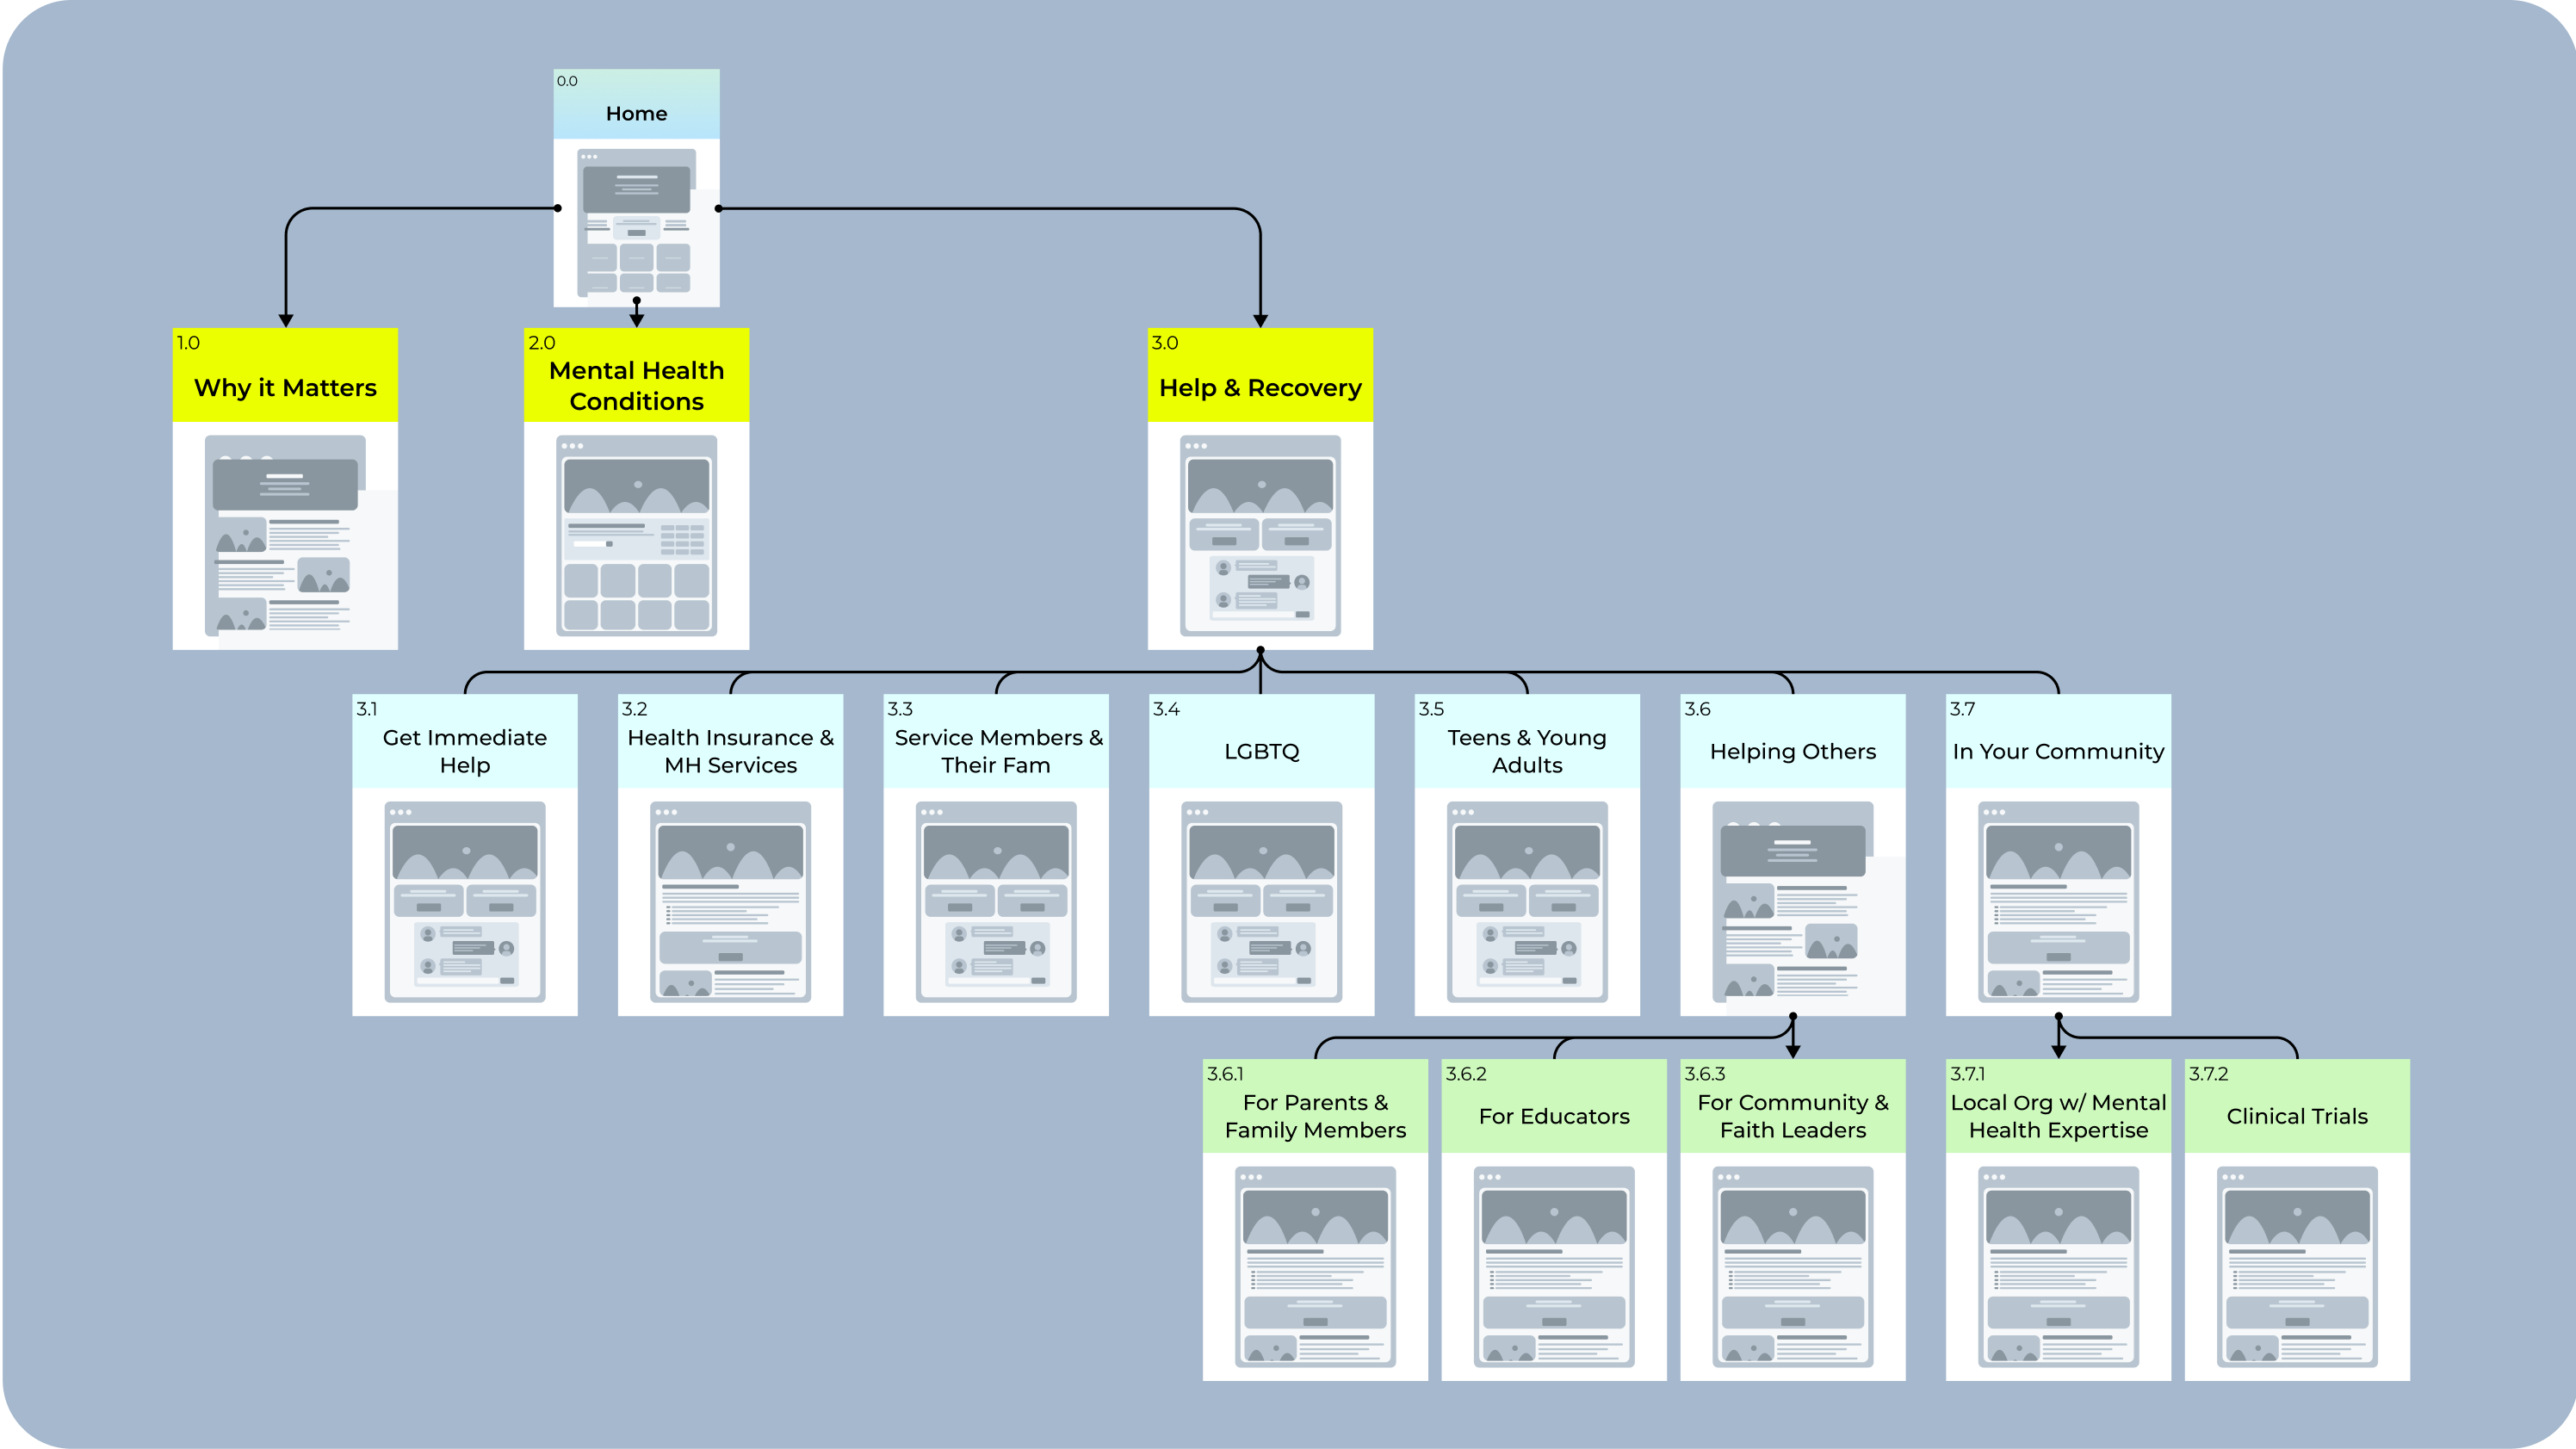 0.0
Home
1.0
Why it Matters
2.0
Mental Health
Conditions
3.0
Help & Recovery
3.1
Get Immediate
Help
3.2
Health Insurance &
MH Services
3.3
Service Members &
Their Fam
3.4
LGBTQ
3.5
Teens & Young
Adults
3.6
Helping Others
3.7
In Your Community
3.6.1
For Parents &
Family Members
3.6.2
For Educators
3.6.3
For Community &
Faith Leaders
3.7.1
Local Org w/ Mental
Health Expertise
3.7.2
Clinical Trials